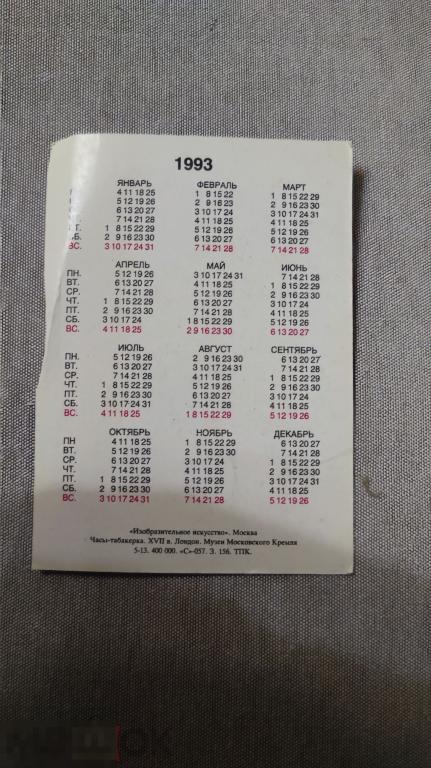 1993
ЯНВАРЬ ФЕВРАЛЬ МАРТ
4 11 18 25 1 8 15 22 1 8 15 22 29
5 12 19 26 2 9 16 23 2 9 16 23 30
6 13 20 27 3 10 17 24 3 10 17 24 31
7 14 21 28 4 11 18 25 4 11 18 25
ПТ. 1 8 15 22 29 5 12 19 26 5 12 19 26
СБ. 2 9 16 23 30 6 13 20 27 6 13 20 27
ВС. 3 10 17 24 31 7 14 21 28 7 14 21 28
АПРЕЛЬ МАЙ ИЮНЬ
ПН. 5 12 19 26 3 10 17 24 31 7 14 21 28
ВТ. 6 13 20 27 4 11 18 25 1 8 15 22 29
СР. 7 14 21 28 5 12 19 26 2 9 16 23 30
ЧТ. 1 8 15 22 29 6 13 20 27 3 10 17 24
ПТ. 2 9 16 23 30 7 14 21 28 4 11 18 25
СБ. 3 10 17 24 1 8 15 22 29 5 12 19 26
ВС. 4 11 18 25 2 9 16 23 30 6 13 20 27
ИЮЛЬ АВГУСТ СЕНТЯБРЬ
ПН. 5 12 19 26 2 9 16 23 30 6 13 20 27
ВТ. 6 13 20 27 3 10 17 24 31 7 14 21 28
СР. 7 14 21 28 4 11 18 25 1 8 15 22 29
ЧТ. 1 8 15 22 29 5 12 19 26 2 9 16 23 30
ПТ. 2 9 16 23 30 6 13 20 27 3 10 17 24
СБ. 3 10 17 24 31 7 14 21 28 4 11 18 25
ВС. 4 11 18 25 1 8 15 22 29 5 12 19 26
ОКТЯБРЬ НОЯБРЬ ДЕКАБРЬ
ПН 4 11 18 25 1 8 15 22 29 6 13 20 27
ВТ. 5 12 19 26 2 9 16 23 30 7 14 21 28
СР. 6 13 20 27 3 10 17 24 1 8 15 22 29
ЧТ. 7 14 21 28 4 11 18 25 2 9 16 23 30
ПТ. 1 8 15 22 29 5 12 19 26 3 10 17 24 31
СБ. 2 9 16 23 30 6 13 20 27 4 11 18 25
ВС. 3 10 17 24 31 7 14 21 28 5 12 19 26
«Изобразительное искусство». Москва
Часы-табакерка. XVII в. Лондон. Музеи Московского Кремля
5-13. 400 000. «С»-057. З. 156. ТПК.